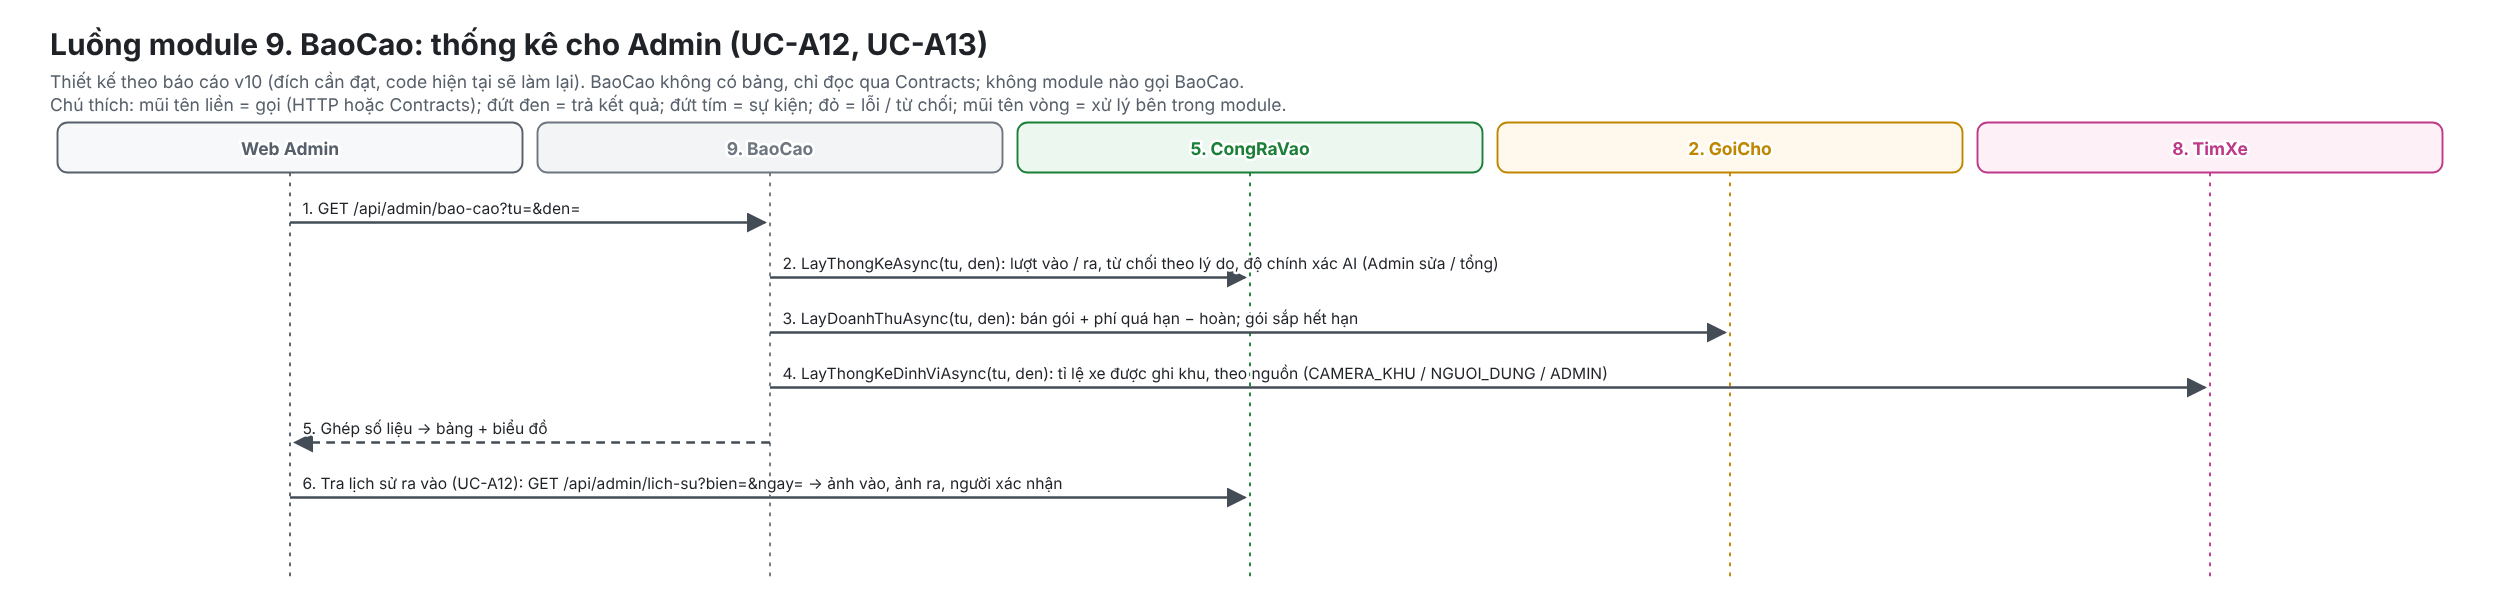 Luồng module 9. BaoCao: thống kê cho Admin (UC-A12, UC-A13)
Thiết kế theo báo cáo v10 (đích cần đạt, code hiện tại sẽ làm lại). BaoCao không có bảng, chỉ đọc qua Contracts; không module nào gọi BaoCao.
Chú thích: mũi tên liền = gọi (HTTP hoặc Contracts); đứt đen = trả kết quả; đứt tím = sự kiện; đỏ = lỗi / từ chối; mũi tên vòng = xử lý bên trong module.
Web Admin
9. BaoCao
5. CongRaVao
2. GoiCho
8. TimXe
1. GET /api/admin/bao-cao?tu=&den=
2. LayThongKeAsync(tu, den): lượt vào / ra, từ chối theo lý do, độ chính xác AI (Admin sửa / tổng)
3. LayDoanhThuAsync(tu, den): bán gói + phí quá hạn − hoàn; gói sắp hết hạn
4. LayThongKeDinhViAsync(tu, den): tỉ lệ xe được ghi khu, theo nguồn (CAMERA_KHU / NGUOI_DUNG / ADMIN)
5. Ghép số liệu → bảng + biểu đồ
6. Tra lịch sử ra vào (UC-A12): GET /api/admin/lich-su?bien=&ngay= → ảnh vào, ảnh ra, người xác nhận